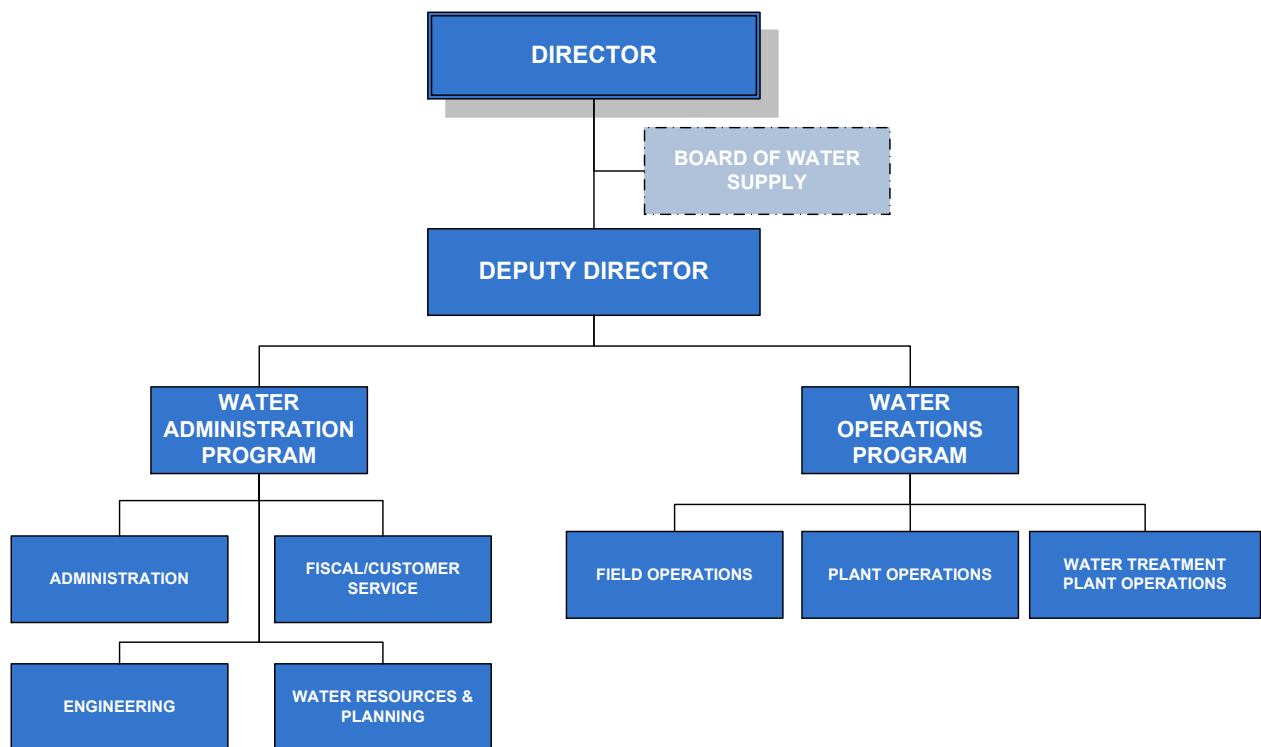 DIRECTOR
BOARD OF WATER
SUPPLY
DEPUTY DIRECTOR
WATER
ADMINISTRATION
PROGRAM
WATER
OPERATIONS
PROGRAM
ADMINISTRATION
FISCAL/CUSTOMER
SERVICE
FIELD OPERATIONS
PLANT OPERATIONS
WATER TREATMENT
PLANT OPERATIONS
ENGINEERING
WATER RESOURCES &
PLANNING